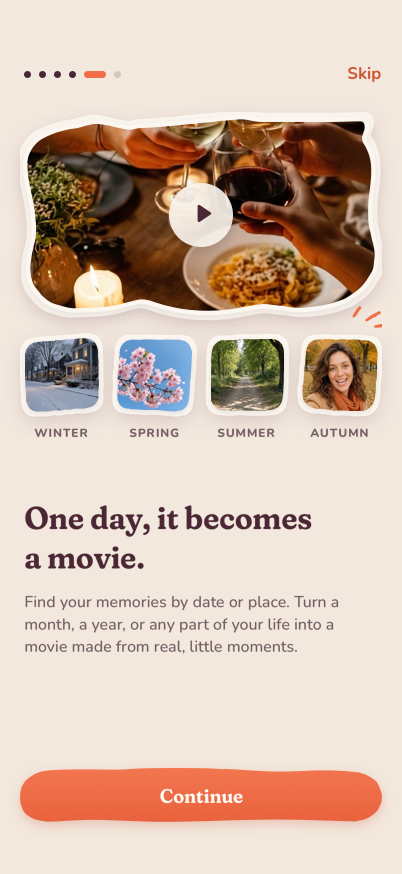 Skip
WINTER SPRING SUMMER AUTUMN
One day, it becomes
a movie.
Find your memories by date or place. Turn a
month, a year, or any part of your life into a
movie made from real, little moments.
Continue